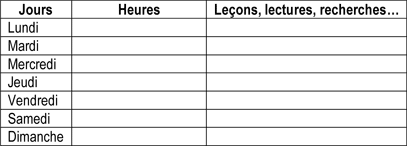 Jours Heures Leçons, lectures, recherches…
Lundi
Mardi
Mercredi
Jeudi
Vendredi
Samedi
Dimanche